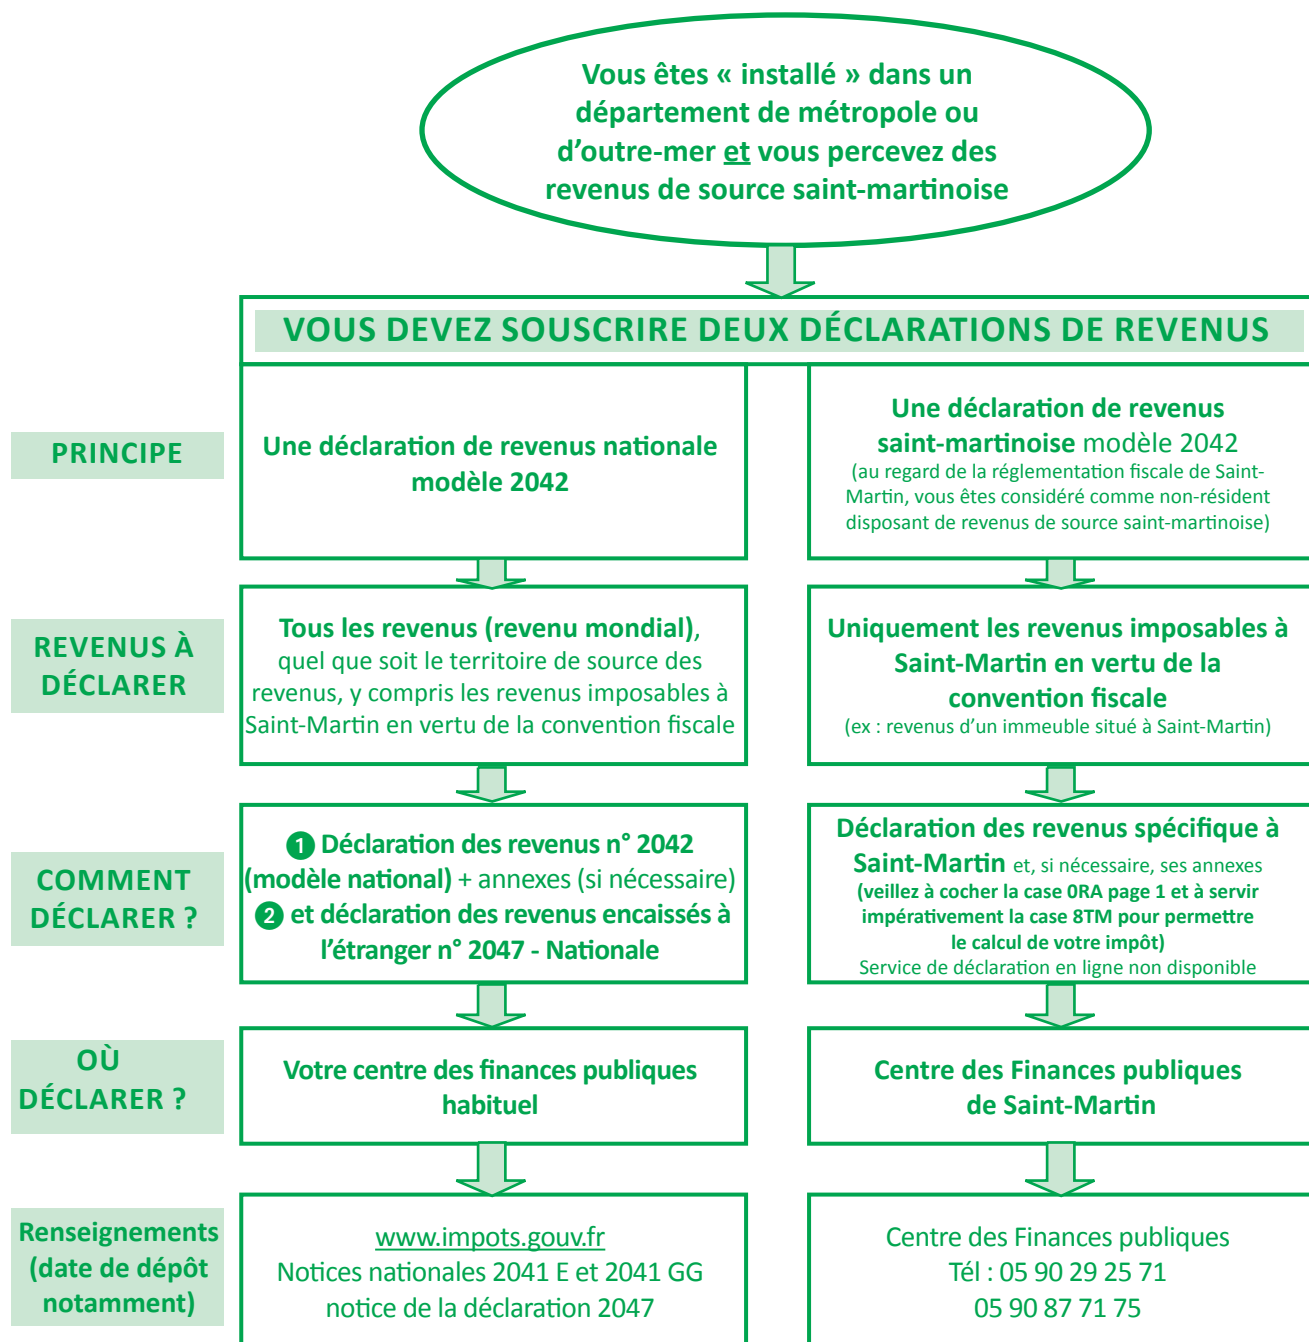 Vous êtes « installé » dans un
département de métropole ou
d'outre-mer et vous percevez des
revenus de source saint-martinoise
VOUS DEVEZ SOUSCRIRE DEUX DÉCLARATIONS DE REVENUS
PRINCIPE
Une déclaration de revenus nationale
modèle 2042
Une déclaration de revenus
saint-martinoise modèle 2042
(au regard de la réglementation fiscale de Saint-
Martin, vous êtes considéré comme non-résident
disposant de revenus de source saint-martinoise)
REVENUS À
DÉCLARER
Tous les revenus (revenu mondial),
quel que soit le territoire de source des
revenus, y compris les revenus imposables à
Saint-Martin en vertu de la convention fiscale
Uniquement les revenus imposables à
Saint-Martin en vertu de la
convention fiscale
(ex : revenus d'un immeuble situé à Saint-Martin)
COMMENT
DÉCLARER ?
❶ Déclaration des revenus n° 2042
(modèle national) + annexes (si nécessaire)
❷ et déclaration des revenus encaissés à
l'étranger n° 2047 - Nationale
Déclaration des revenus spécifique à
Saint-Martin et, si nécessaire, ses annexes
(veillez à cocher la case 0RA page 1 et à servir
impérativement la case 8TM pour permettre
le calcul de votre impôt)
Service de déclaration en ligne non disponible
OÙ
DÉCLARER ?
Votre centre des finances publiques
habituel
Centre des Finances publiques
de Saint-Martin
Renseignements
(date de dépôt
notamment)
www.impots.gouv.fr
Notices nationales 2041 E et 2041 GG
notice de la déclaration 2047
Centre des Finances publiques
Tél : 05 90 29 25 71
05 90 87 71 75